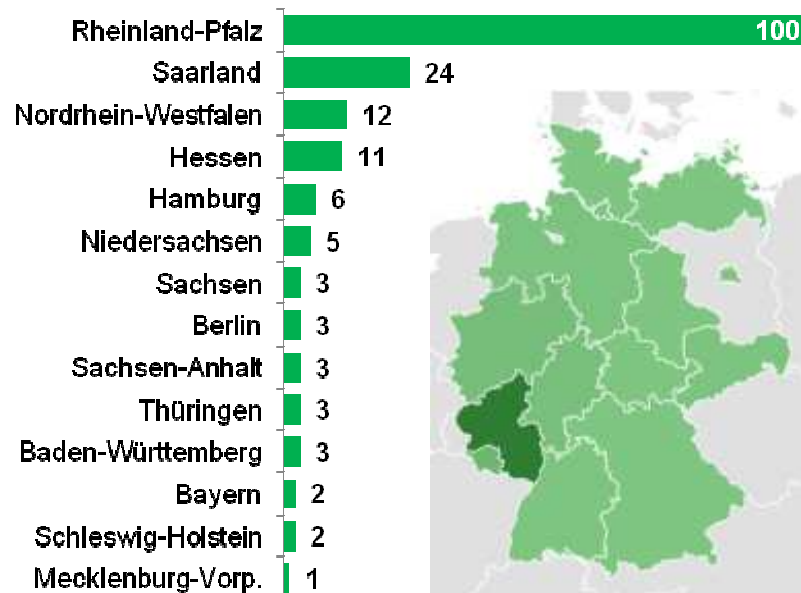 Rheinland-Pfalz 100
Saarland 24
Nordrhein-Westfalen 12
Hessen 11
Hamburg 6
Niedersachsen 5
Sachsen 3
Berlin 3
Sachsen-Anhalt 3
Thüringen 3
Baden-Württemberg 3
Bayern 2
Schleswig-Holstein 2
Mecklenburg-Vorp. 1